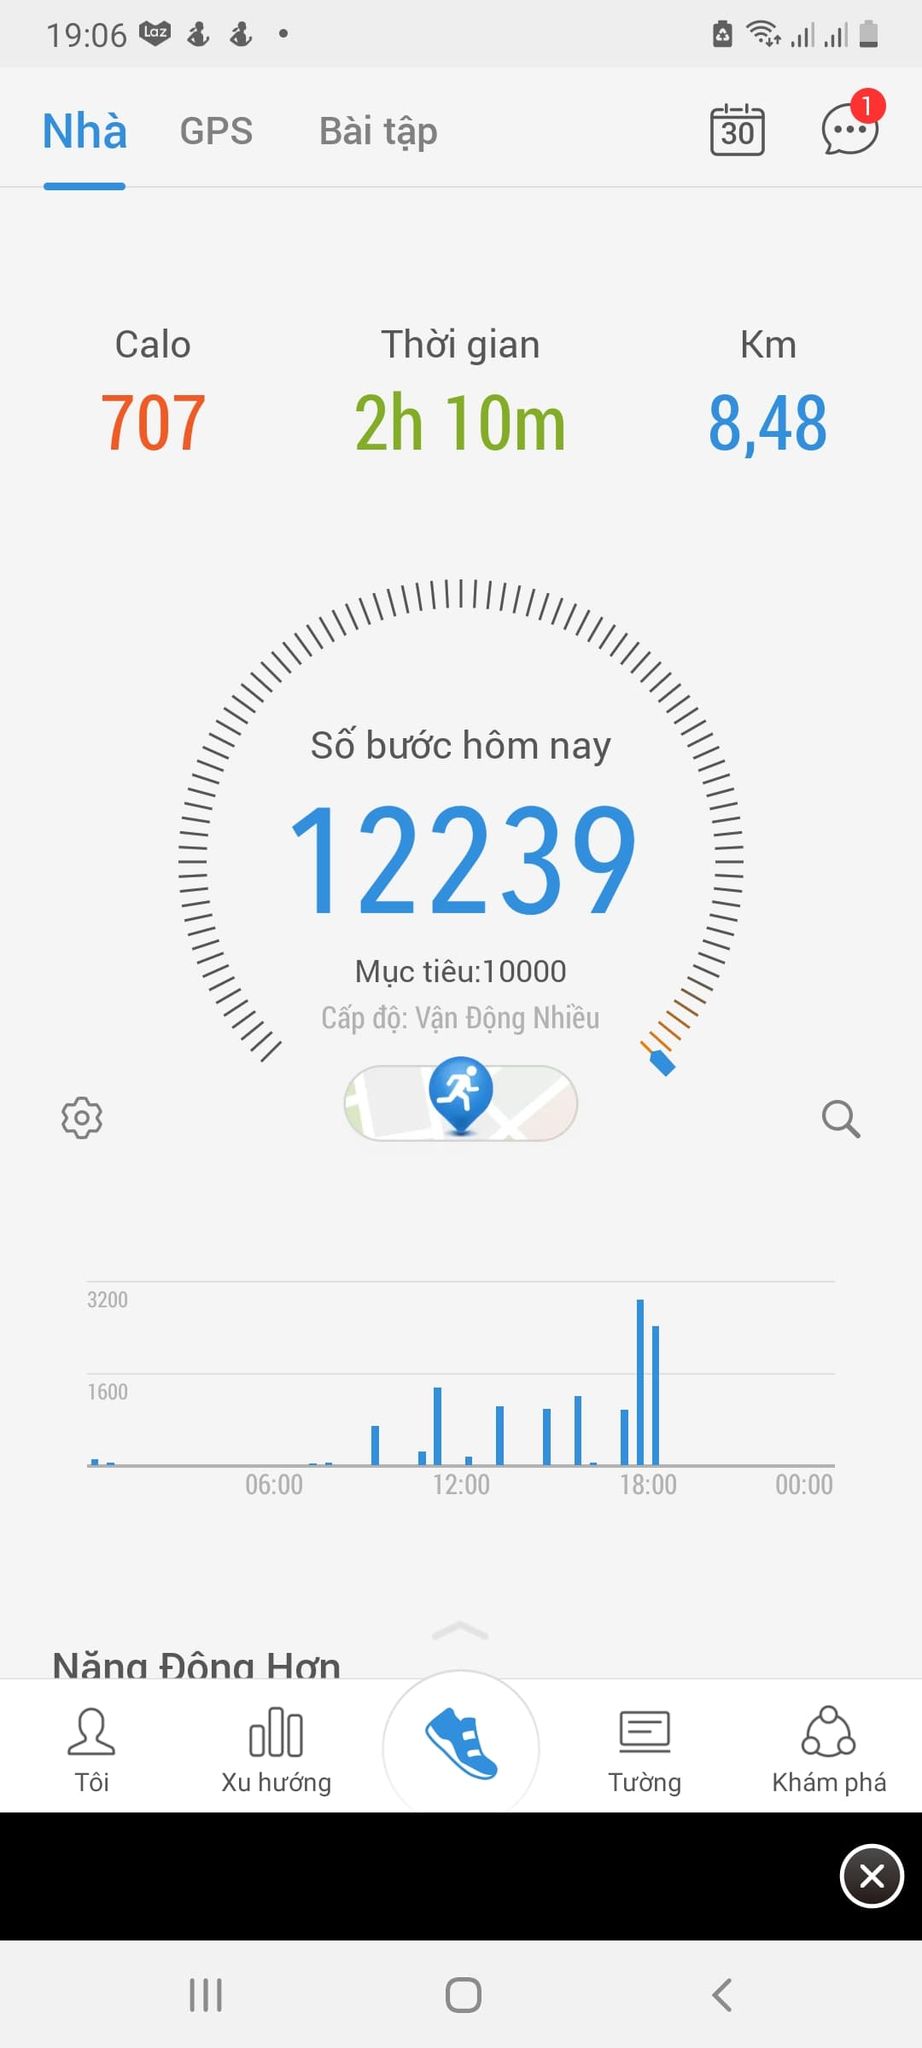 19:06
Laz
Nhà GPS Bài tập 30 1
Calo Thời gian Km
707 2h 10m 8,48
Số bước hôm nay
12239
Mục tiêu:10000
Cấp độ: Vận Động Nhiều
3200
1600
06:00 12:00 18:00 00:00
Năng Động Hơn
Tôi Xu hướng Tường Khám phá